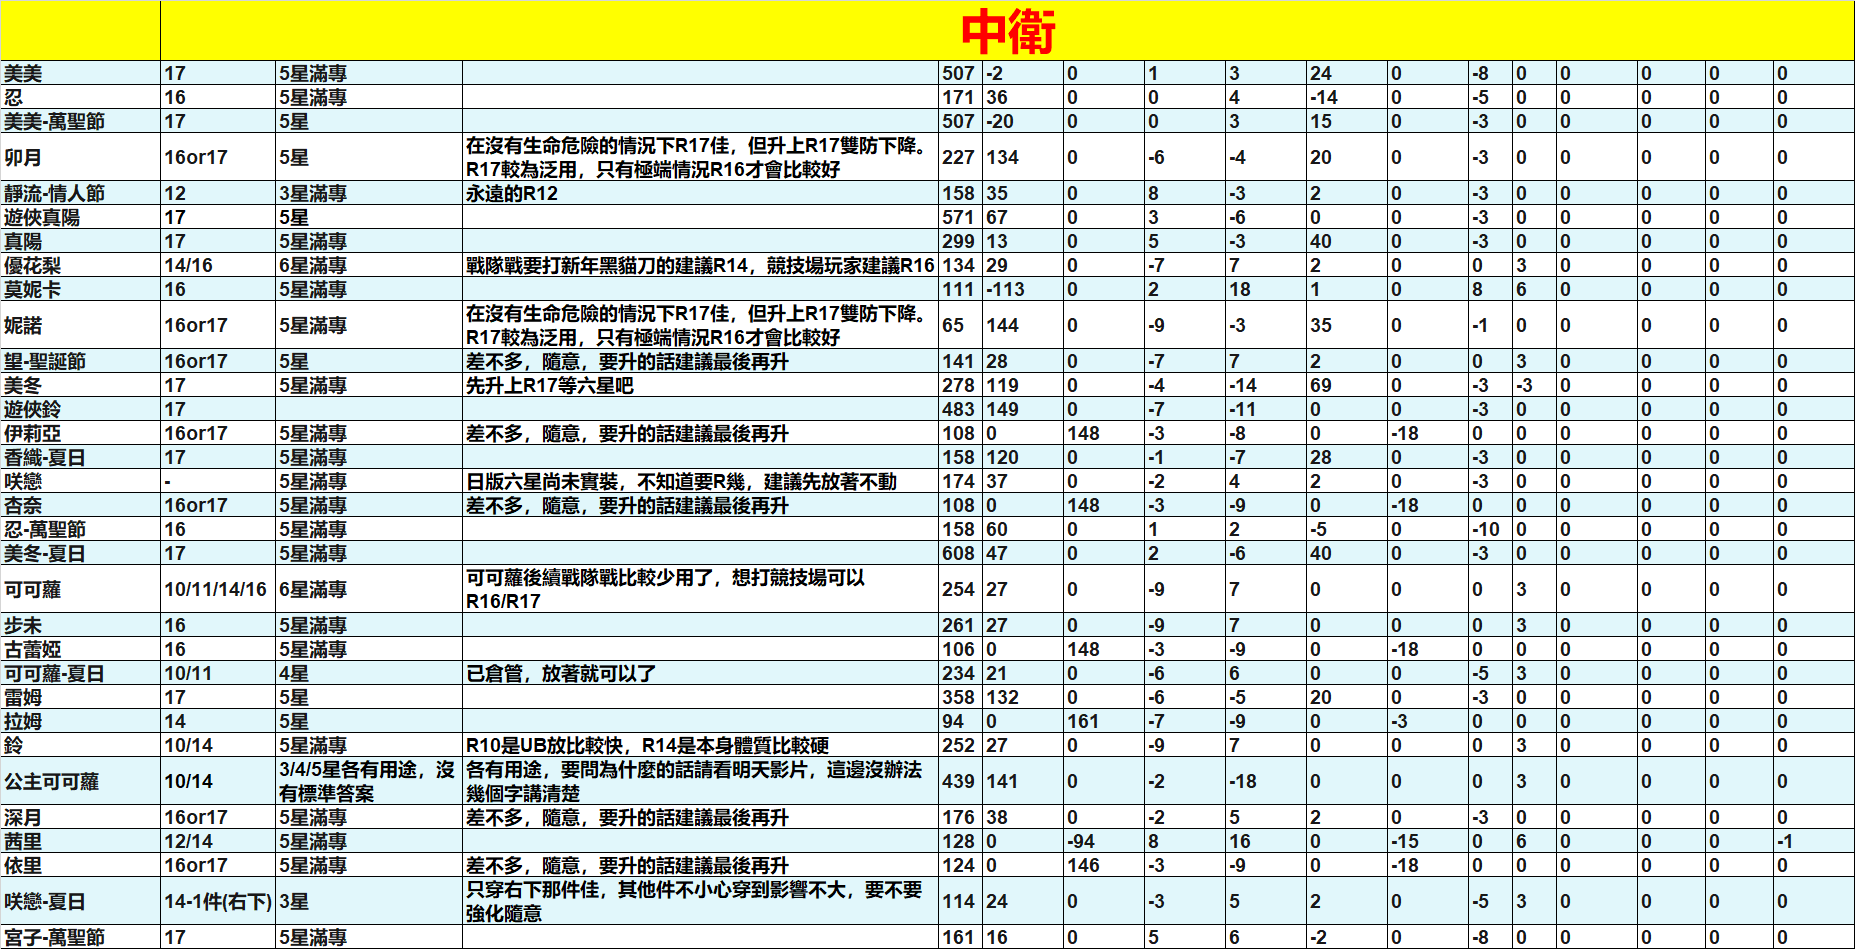 中衛
美美 17 5星滿專 507 -2 0 1 3 24 0 -8 0 0 0 0 0
忍 16 5星滿專 171 36 0 0 4 -14 0 -5 0 0 0 0 0
美美-萬聖節 17 5星 507 -20 0 0 3 15 0 -3 0 0 0 0 0
卯月 16or17 5星 在沒有生命危險的情況下R17佳，但升上R17雙防下降。
R17較為泛用，只有極端情況R16才會比較好 227 134 0 -6 -4 20 0 -3 0 0 0 0 0
靜流-情人節 12 3星滿專 永遠的R12 158 35 0 8 -3 2 0 -3 0 0 0 0 0
遊俠真陽 17 5星 571 67 0 3 -6 0 0 -3 0 0 0 0 0
真陽 17 5星滿專 299 13 0 5 -3 40 0 -3 0 0 0 0 0
優花梨 14/16 6星滿專 戰隊戰要打新年黑貓刀的建議R14，競技場玩家建議R16 134 29 0 -7 7 2 0 0 3 0 0 0 0
莫妮卡 16 5星滿專 111 -113 0 2 18 1 0 8 6 0 0 0 0
妮諾 16or17 5星滿專 在沒有生命危險的情況下R17佳，但升上R17雙防下降。
R17較為泛用，只有極端情況R16才會比較好 65 144 0 -9 -3 35 0 -1 0 0 0 0 0
望-聖誕節 16or17 5星 差不多，隨意，要升的話建議最後再升 141 28 0 -7 7 2 0 0 3 0 0 0 0
美冬 17 5星滿專 先升上R17等六星吧 278 119 0 -4 -14 69 0 -3 -3 0 0 0 0
遊俠鈴 17 483 149 0 -7 -11 0 0 -3 0 0 0 0 0
伊莉亞 16or17 5星滿專 差不多，隨意，要升的話建議最後再升 108 0 148 -3 -8 0 -18 0 0 0 0 0 0
香織-夏日 17 5星滿專 158 120 0 -1 -7 28 0 -3 0 0 0 0 0
咲戀 - 5星滿專 日版六星尚未實裝，不知道要R幾，建議先放著不動 174 37 0 -2 4 2 0 -3 0 0 0 0 0
杏奈 16or17 5星滿專 差不多，隨意，要升的話建議最後再升 108 0 148 -3 -9 0 -18 0 0 0 0 0 0
忍-萬聖節 16 5星滿專 158 60 0 1 2 -5 0 -10 0 0 0 0 0
美冬-夏日 17 5星滿專 608 47 0 2 -6 40 0 -3 0 0 0 0 0
可可蘿 10/11/14/16 6星滿專 可可蘿後續戰隊戰比較少用了，想打競技場可以
R16/R17 254 27 0 -9 7 0 0 0 3 0 0 0 0
步未 16 5星滿專 261 27 0 -9 7 0 0 0 3 0 0 0 0
古蕾婭 16 5星滿專 106 0 148 -3 -9 0 -18 0 0 0 0 0 0
可可蘿-夏日 10/11 4星 已倉管，放著就可以了 234 21 0 -6 6 0 0 -5 3 0 0 0 0
雷姆 17 5星 358 132 0 -6 -5 20 0 -3 0 0 0 0 0
拉姆 14 5星 94 0 161 -7 -9 0 -3 0 0 0 0 0 0
鈴 10/14 5星滿專 R10是UB放比較快，R14是本身體質比較硬 252 27 0 -9 7 0 0 0 3 0 0 0 0
公主可可蘿 10/14 3/4/5星各有用途，沒
有標準答案 各有用途，要問為什麼的話請看明天影片，這邊沒辦法
幾個字講清楚 439 141 0 -2 -18 0 0 0 3 0 0 0 0
深月 16or17 5星滿專 差不多，隨意，要升的話建議最後再升 176 38 0 -2 5 2 0 -3 0 0 0 0 0
茜里 12/14 5星滿專 128 0 -94 8 16 0 -15 0 6 0 0 0 -1
依里 16or17 5星滿專 差不多，隨意，要升的話建議最後再升 124 0 146 -3 -9 0 -18 0 0 0 0 0 0
咲戀-夏日 14-1件(右下) 3星 只穿右下那件佳，其他件不小心穿到影響不大，要不要
強化隨意 114 24 0 -3 5 2 0 -5 3 0 0 0 0
宮子-萬聖節 17 5星滿專 161 16 0 5 6 -2 0 -8 0 0 0 0 0